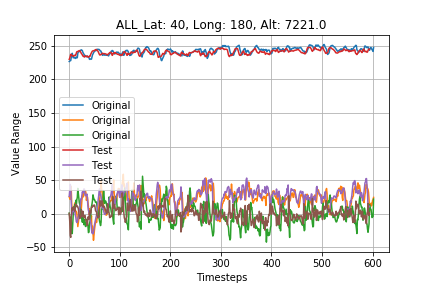 ALL_Lat: 40, Long: 180, Alt: 7221.0
250
200
150
100
50
0
−50
Value Range
Original
Original
Original
Test
Test
Test
0 100 200 300 400 500 600
Timesteps